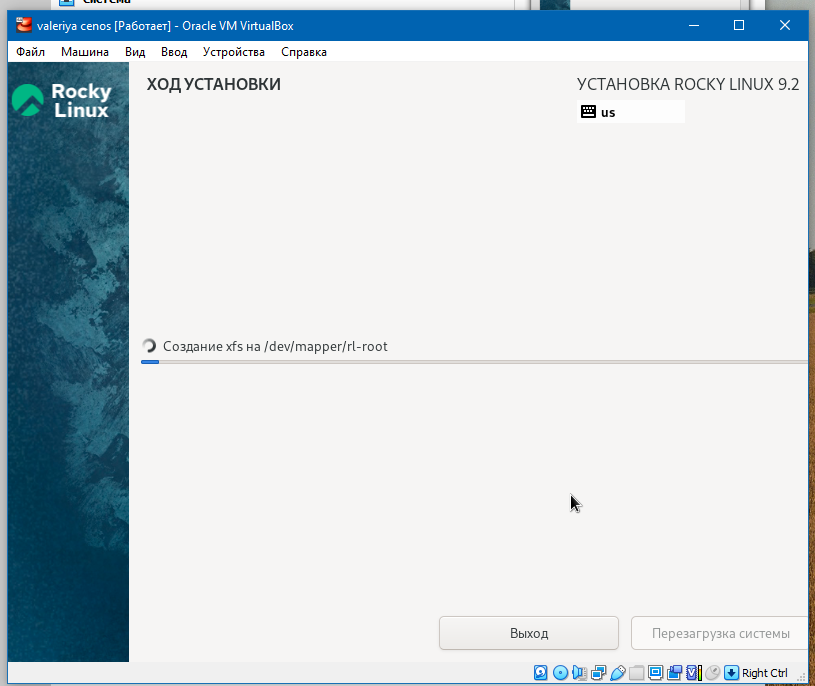 Система
valeriya cenos [Работает] - Oracle VM VirtualBox
Файл Машина Вид Ввод Устройства Справка
Rocky
Linux
ХОД УСТАНОВКИ
УСТАНОВКА ROCKY LINUX 9.2
us
Создание xfs на /dev/mapper/rl-root
Выход
Перезагрузка системы
Right Ctrl